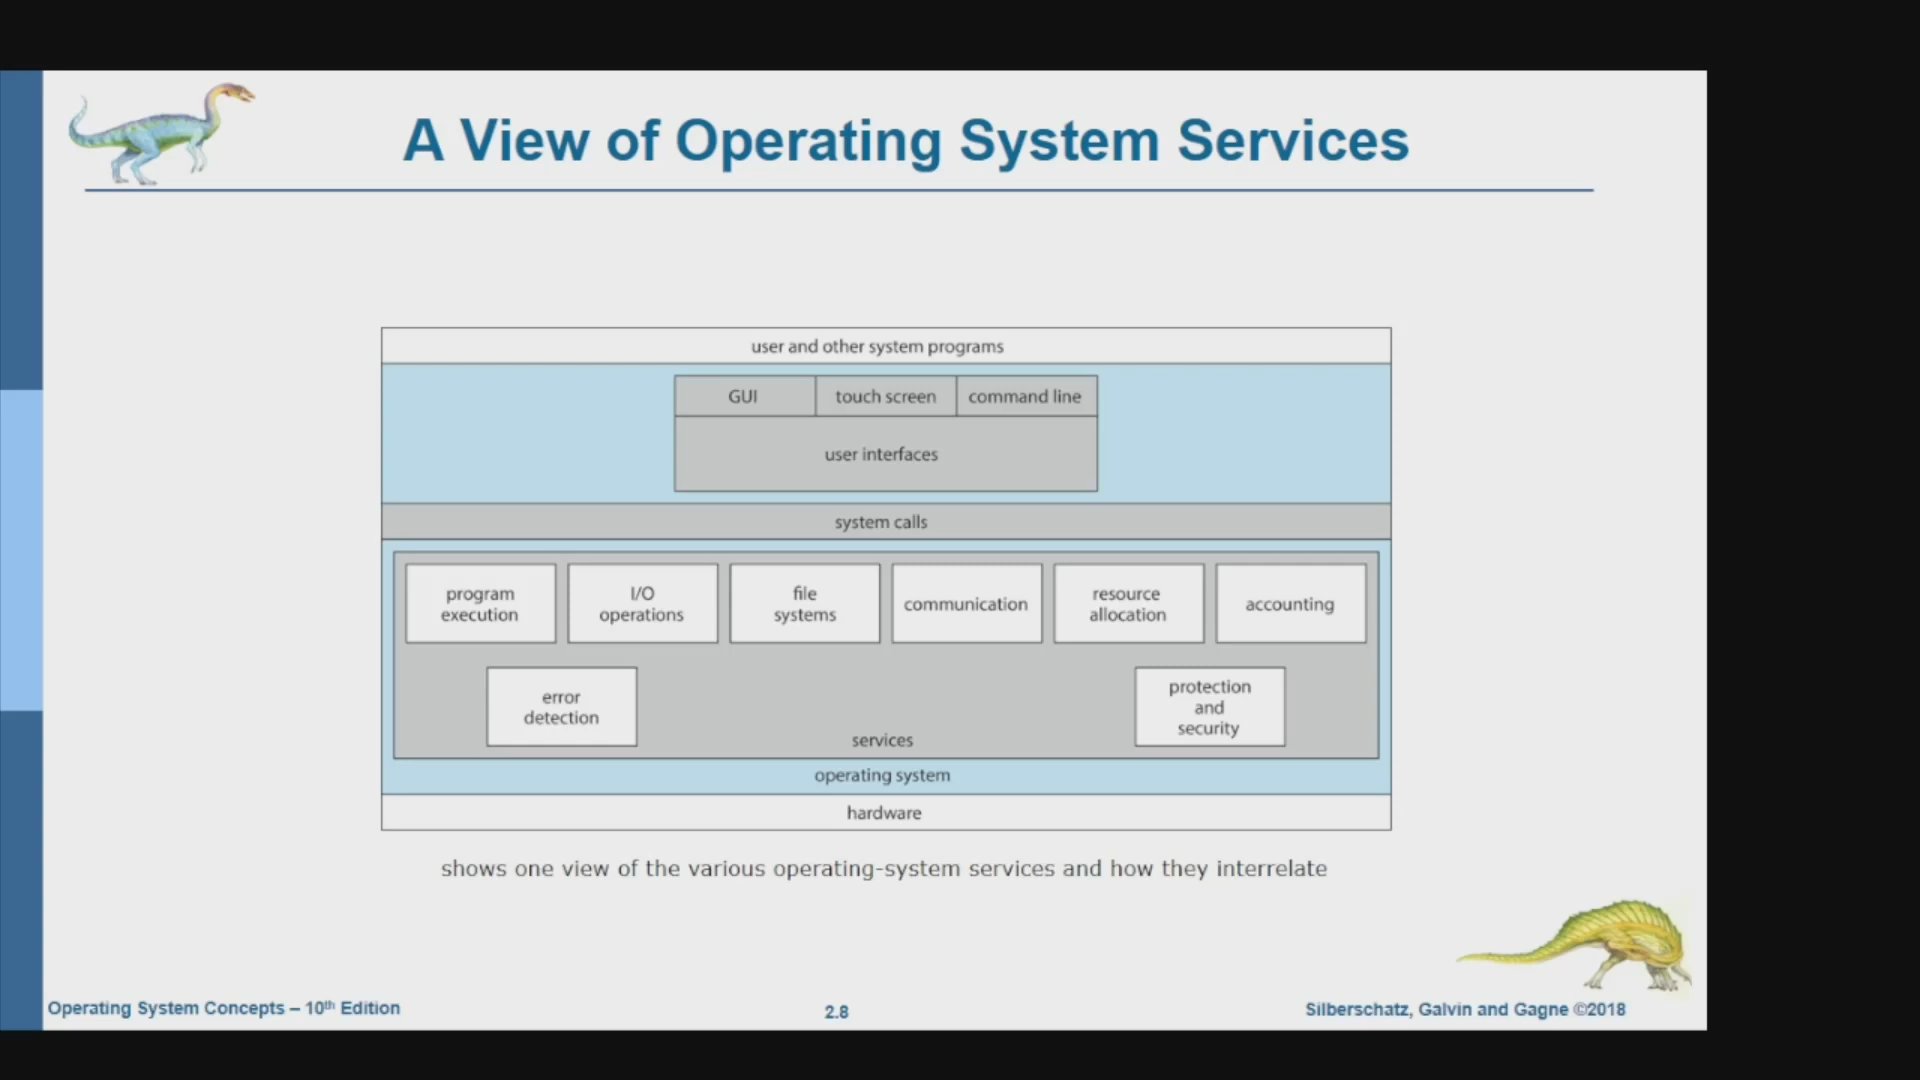 A View of Operating System Services
user and other system programs
GUI
touch screen
command line
user interfaces
system calls
program
execution
I/O
operations
file
systems
communication
resource
allocation
accounting
error
detection
protection
and
security
services
operating system
hardware
shows one view of the various operating-system services and how they interrelate
Operating System Concepts – 10th Edition
2.8
Silberschatz, Galvin and Gagne ©2018